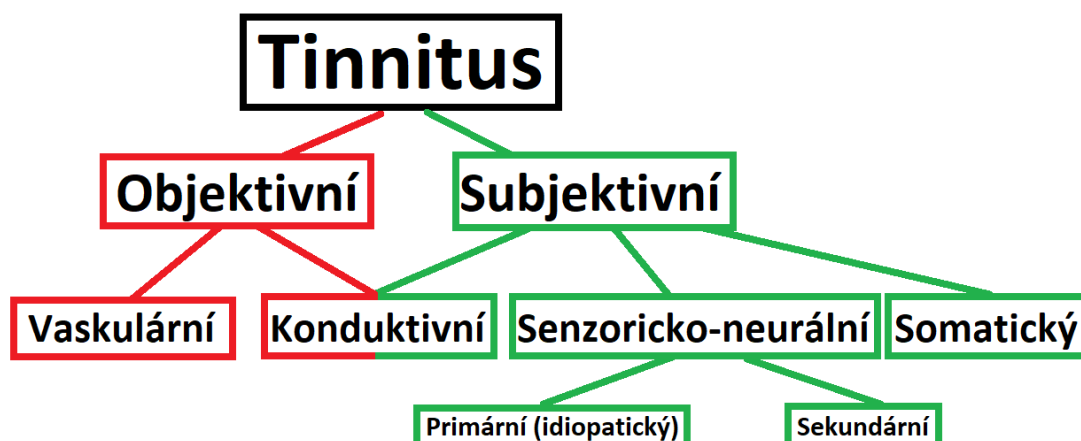 Tinnitus
Objektivní
Subjektivní
Vaskulární
Konduktivní
Senzoricko-neurální
Somatický
Primární (idiopatický)
Sekundární